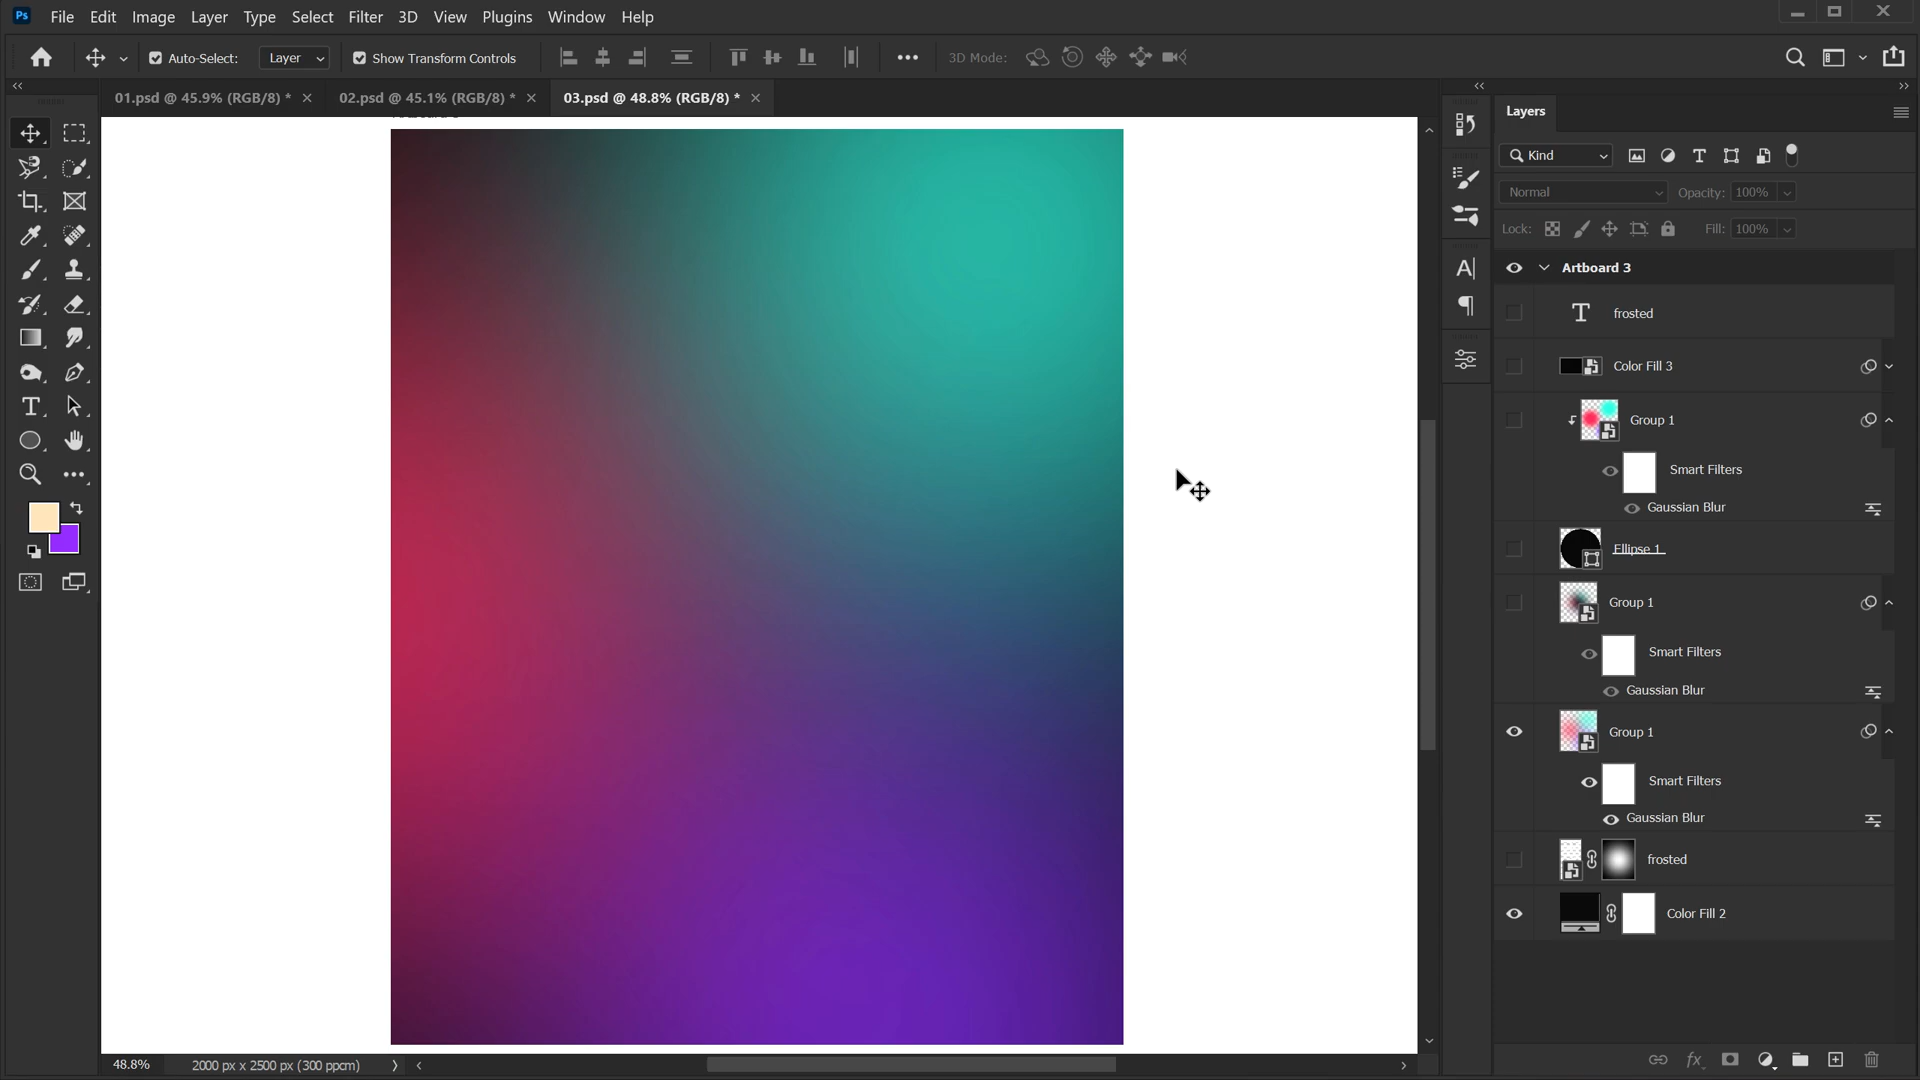 Ps File Edit Image Layer Type Select Filter 3D View Plugins Window Help
Auto-Select: Layer Show Transform Controls 3D Mode:
01.psd @ 45.9% (RGB/8) * 02.psd @ 45.1% (RGB/8) * 03.psd @ 48.8% (RGB/8) *
Layers
Kind
Normal Opacity: 100%
Lock: Fill: 100%
Artboard 3
frosted
Color Fill 3
Group 1
Smart Filters
Gaussian Blur
Ellipse 1
Group 1
Smart Filters
Gaussian Blur
Group 1
Smart Filters
Gaussian Blur
frosted
Color Fill 2
48.8% 2000 px x 2500 px (300 ppcm)